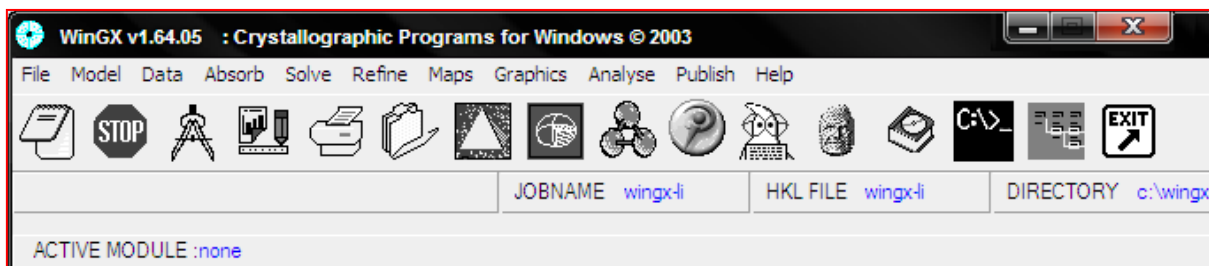 WinGX v1.64.05 : Crystallographic Programs for Windows © 2003
File Model Data Absorb Solve Refine Maps Graphics Analyse Publish Help
STOP C:\>_ EXIT
JOBNAME wingx-li HKL FILE wingx-li DIRECTORY c:\wingx
ACTIVE MODULE :none